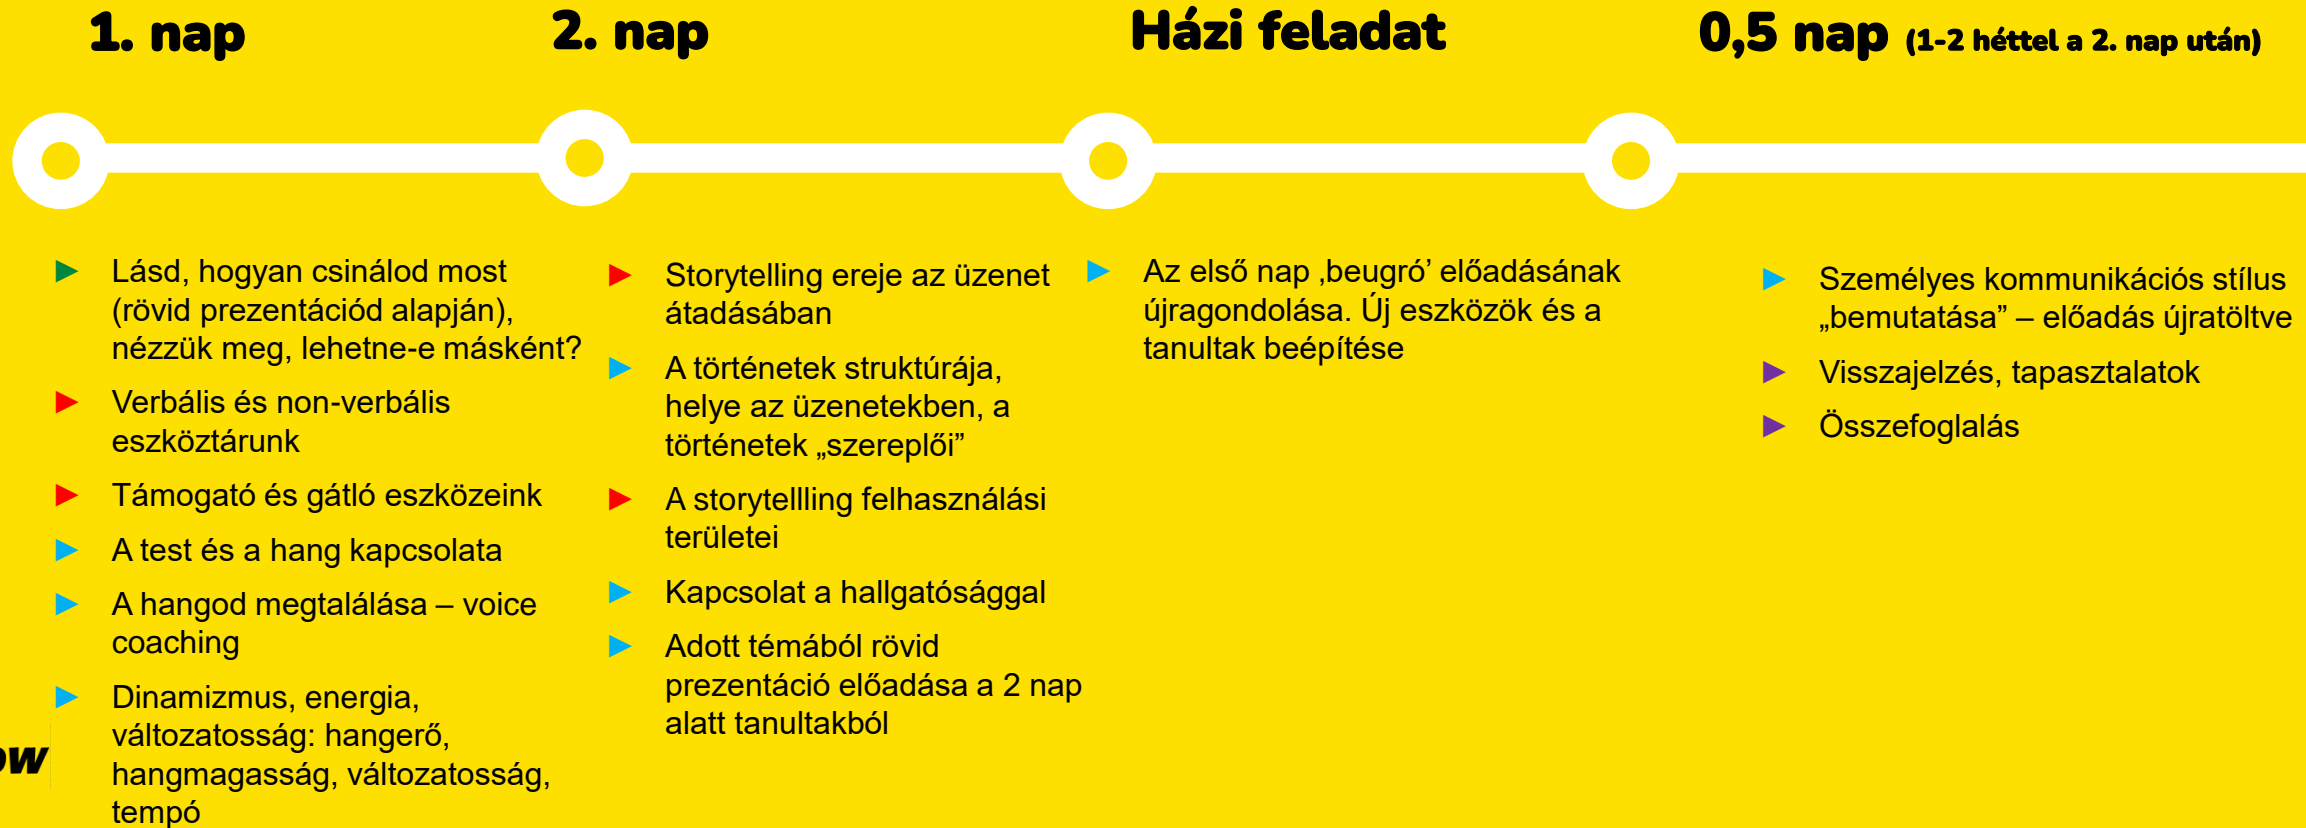 1. nap
2. nap
Házi feladat
0,5 nap (1-2 héttel a 2. nap után)
Lásd, hogyan csinálod most
(rövid prezentációd alapján),
nézzük meg, lehetne-e másként?
Verbális és non-verbális
eszköztárunk
Támogató és gátló eszközeink
A test és a hang kapcsolata
A hangod megtalálása – voice
coaching
Dinamizmus, energia,
változatosság: hangerő,
hangmagasság, változatosság,
tempó
Storytelling ereje az üzenet
átadásában
A történetek struktúrája,
helye az üzenetekben, a
történetek „szereplői”
A storytellling felhasználási
területei
Kapcsolat a hallgatósággal
Adott témából rövid
prezentáció előadása a 2 nap
alatt tanultakból
Az első nap ‚beugró’ előadásának
újragondolása. Új eszközök és a
tanultak beépítése
Személyes kommunikációs stílus
„bemutatása” – előadás újratöltve
Visszajelzés, tapasztalatok
Összefoglalás